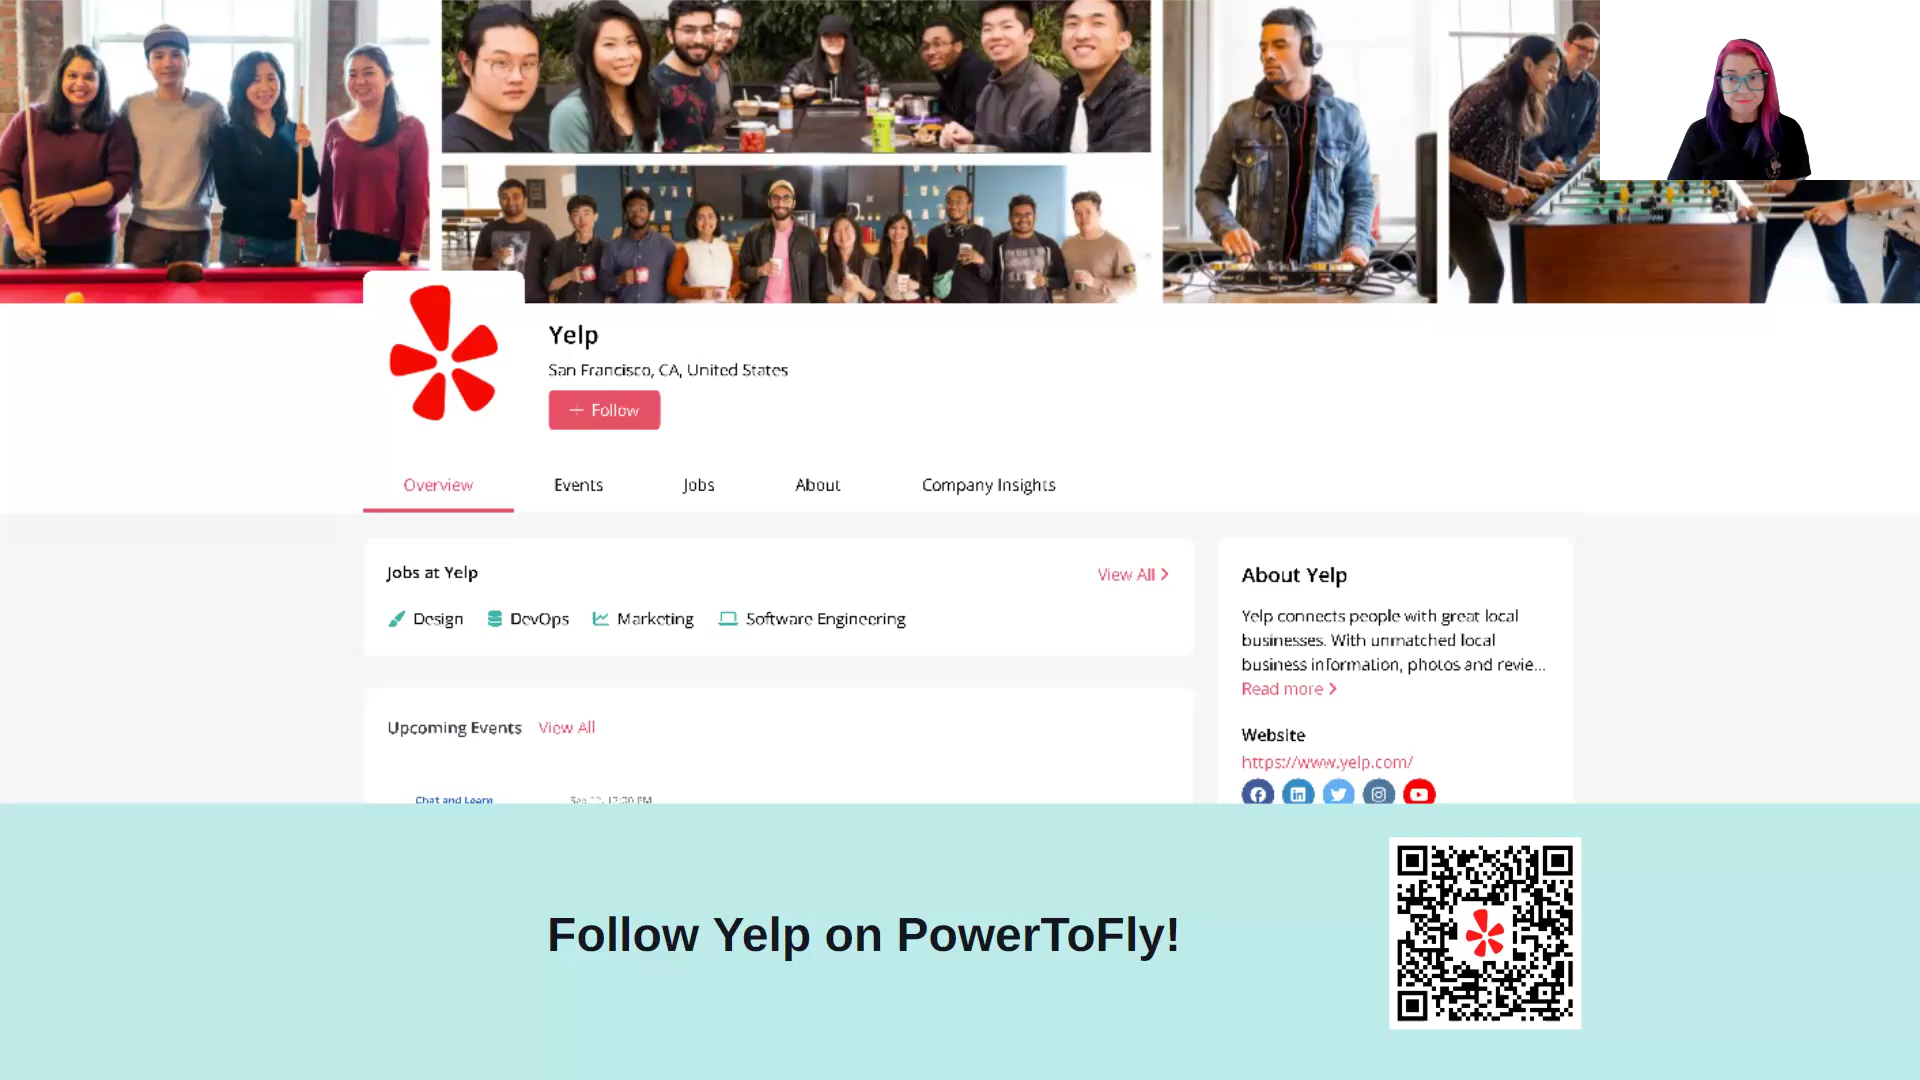 Yelp
San Francisco, CA, United States
+ Follow
Overview
Events
Jobs
About
Company Insights
Jobs at Yelp
View All >
Design
DevOps
Marketing
Software Engineering
About Yelp
Yelp connects people with great local
businesses. With unmatched local
business information, photos and revie...
Read more >
Website
https://www.yelp.com/
Upcoming Events
View All
Chat and Learn
Follow Yelp on PowerToFly!